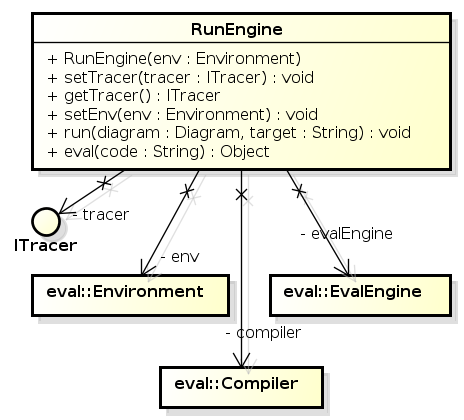 RunEngine
+ RunEngine(env : Environment)
+ setTracer(tracer : ITracer) : void
+ getTracer() : ITracer
+ setEnv(env : Environment) : void
+ run(diagram : Diagram, target : String) : void
+ eval(code : String) : Object
- tracer
ITracer
- evalEngine
- env
eval::Environment
eval::EvalEngine
- compiler
eval::Compiler